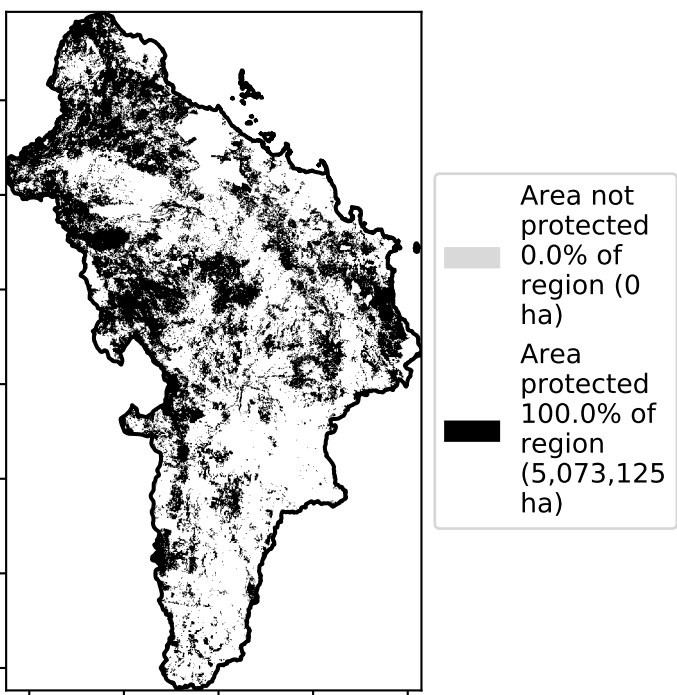 Area not
protected
0.0% of
region (0
ha)
Area
protected
100.0% of
region
(5,073,125
ha)